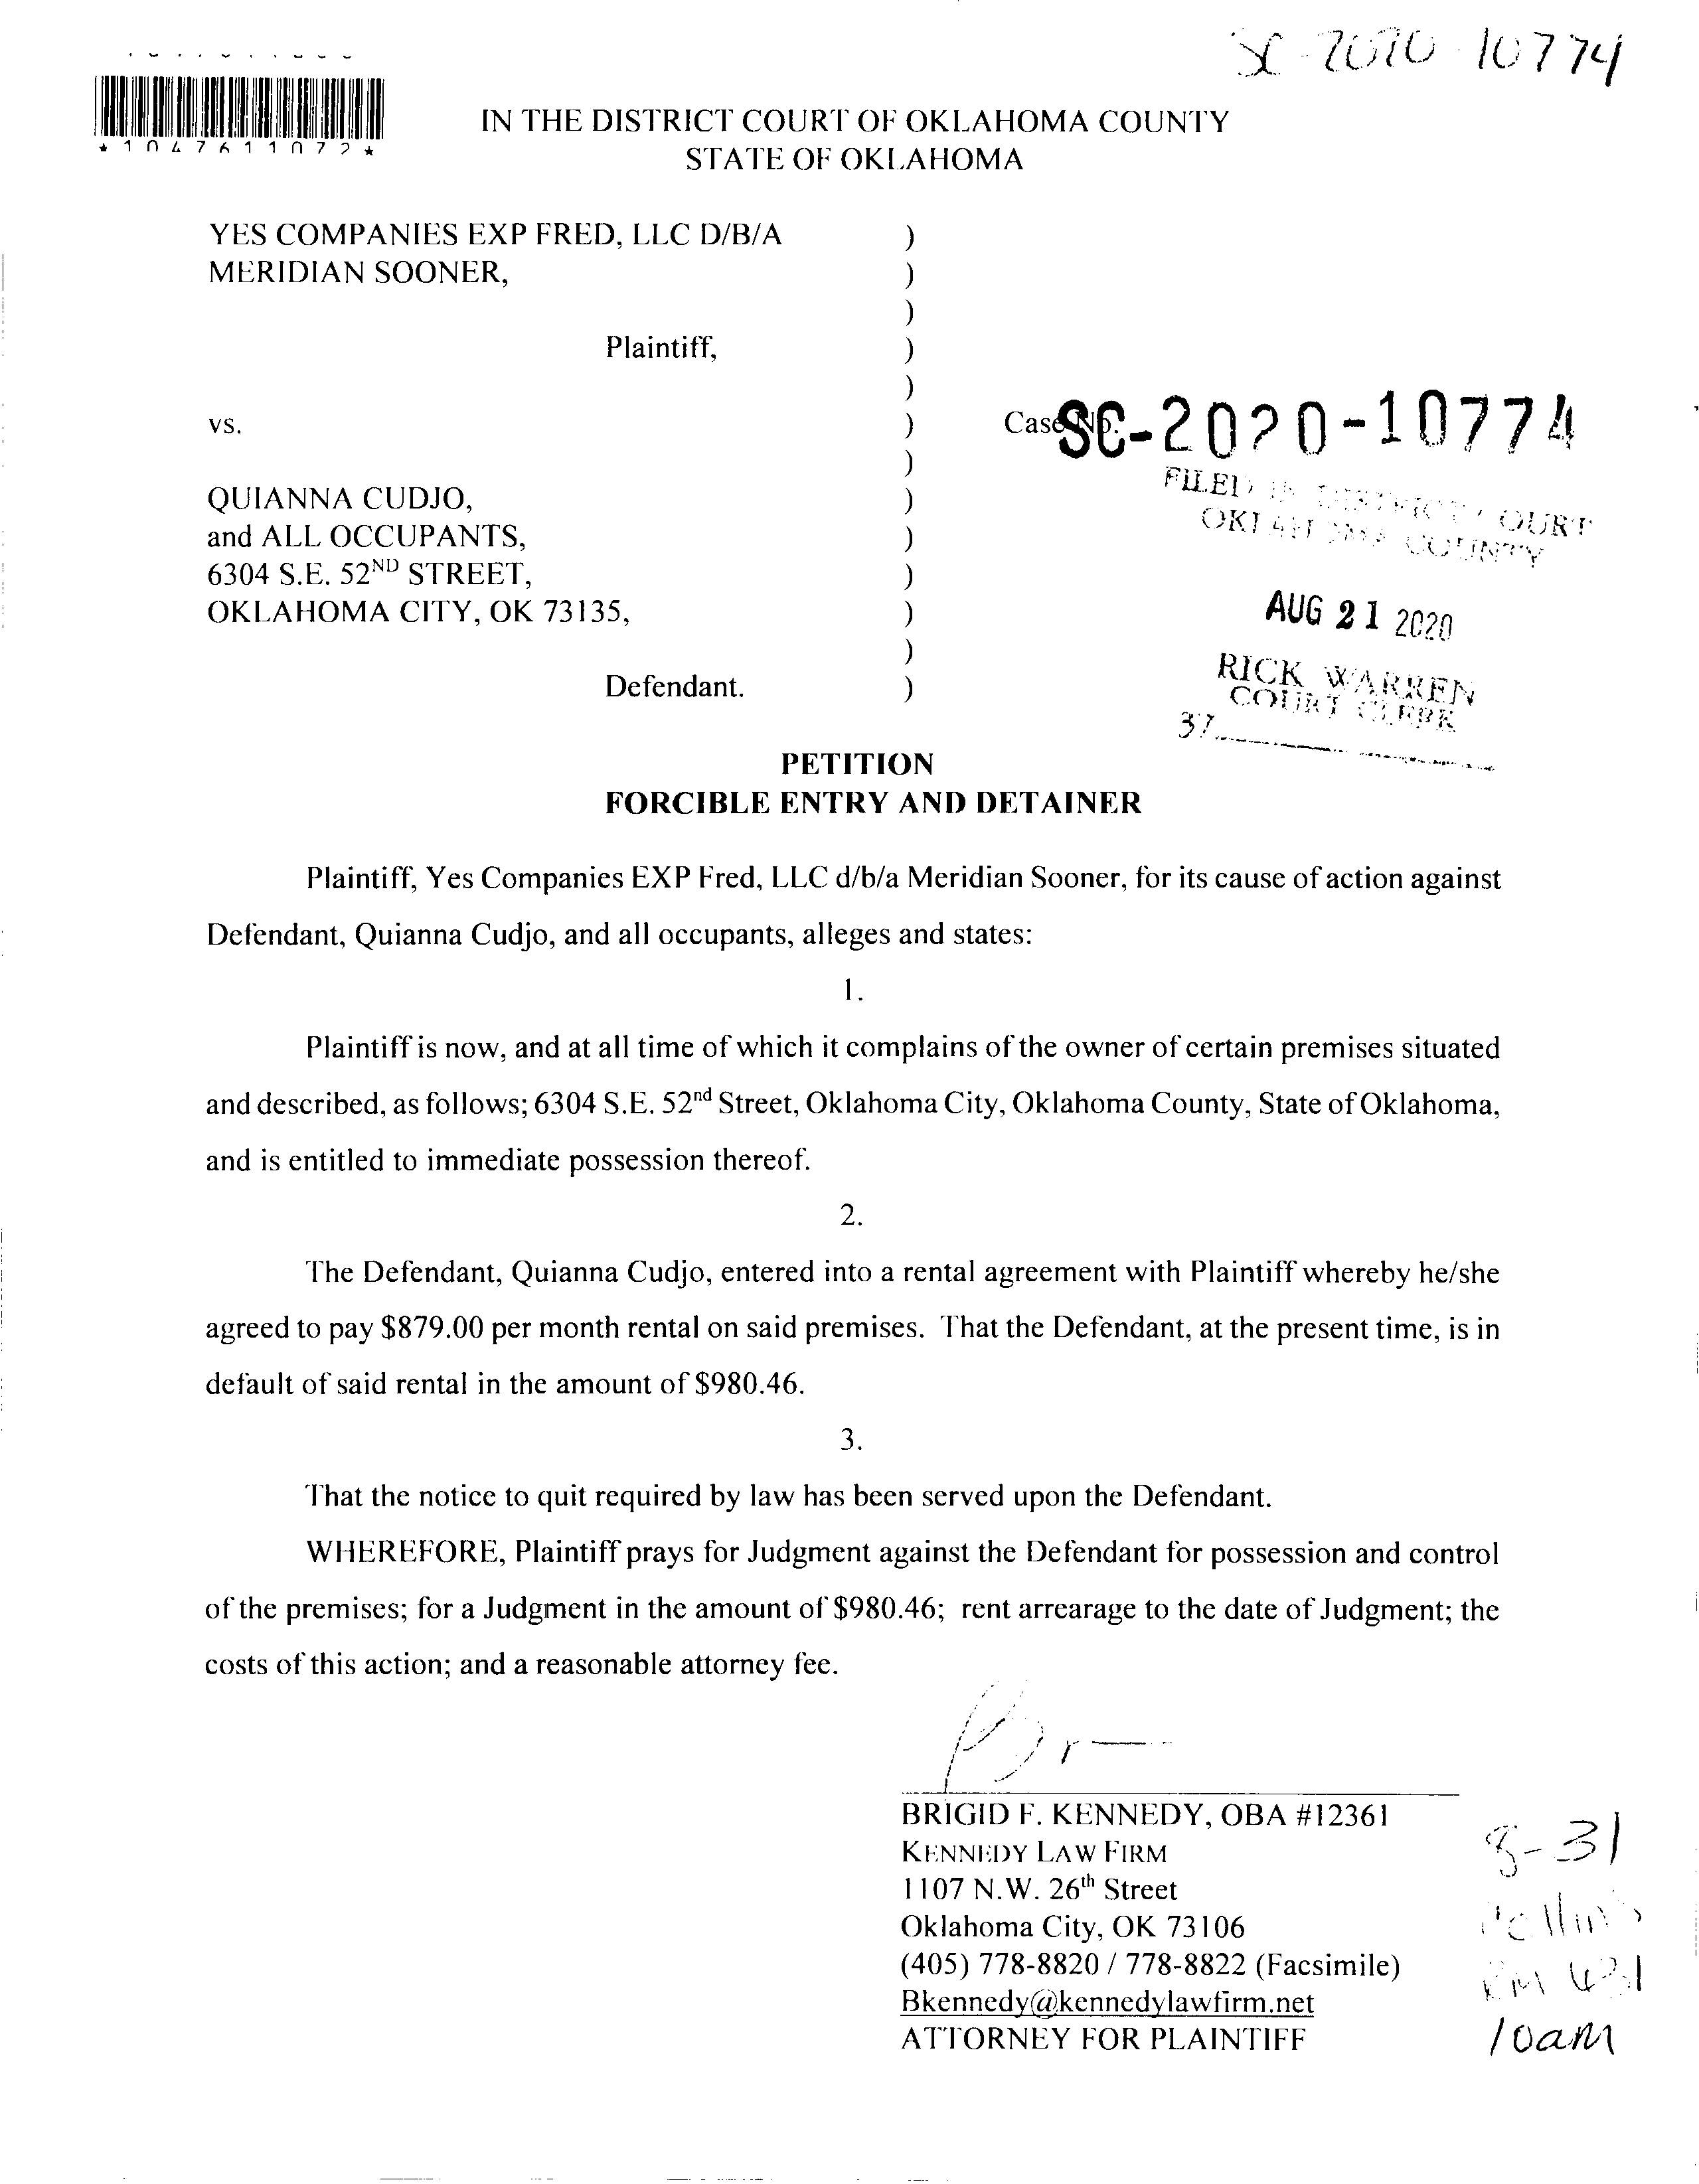 SC-2020-10774
*1047611072*
IN THE DISTRICT COURT OF OKLAHOMA COUNTY
STATE OF OKLAHOMA
YES COMPANIES EXP FRED, LLC D/B/A )
MERIDIAN SOONER, )
)
Plaintiff, )
)
vs. ) Case No. SC-2020-10774
)
QUIANNA CUDJO, )
and ALL OCCUPANTS, )
6304 S.E. 52ND STREET, )
OKLAHOMA CITY, OK 73135, )
)
Defendant. )
FILED IN DISTRICT COURT
OKLAHOMA COUNTY
AUG 21 2020
RICK WARREN
COURT CLERK
37
PETITION
FORCIBLE ENTRY AND DETAINER
Plaintiff, Yes Companies EXP Fred, LLC d/b/a Meridian Sooner, for its cause of action against
Defendant, Quianna Cudjo, and all occupants, alleges and states:
1.
Plaintiff is now, and at all time of which it complains of the owner of certain premises situated
and described, as follows; 6304 S.E. 52nd Street, Oklahoma City, Oklahoma County, State of Oklahoma,
and is entitled to immediate possession thereof.
2.
The Defendant, Quianna Cudjo, entered into a rental agreement with Plaintiff whereby he/she
agreed to pay $879.00 per month rental on said premises. That the Defendant, at the present time, is in
default of said rental in the amount of $980.46.
3.
That the notice to quit required by law has been served upon the Defendant.
WHEREFORE, Plaintiff prays for Judgment against the Defendant for possession and control
of the premises; for a Judgment in the amount of $980.46; rent arrearage to the date of Judgment; the
costs of this action; and a reasonable attorney fee.
BRIGID F. KENNEDY, OBA #12361
KENNEDY LAW FIRM
1107 N.W. 26th Street
Oklahoma City, OK 73106
(405) 778-8820 / 778-8822 (Facsimile)
Bkennedy@kennedylawfirm.net
ATTORNEY FOR PLAINTIFF
8-31
Collins
RM 421
10am